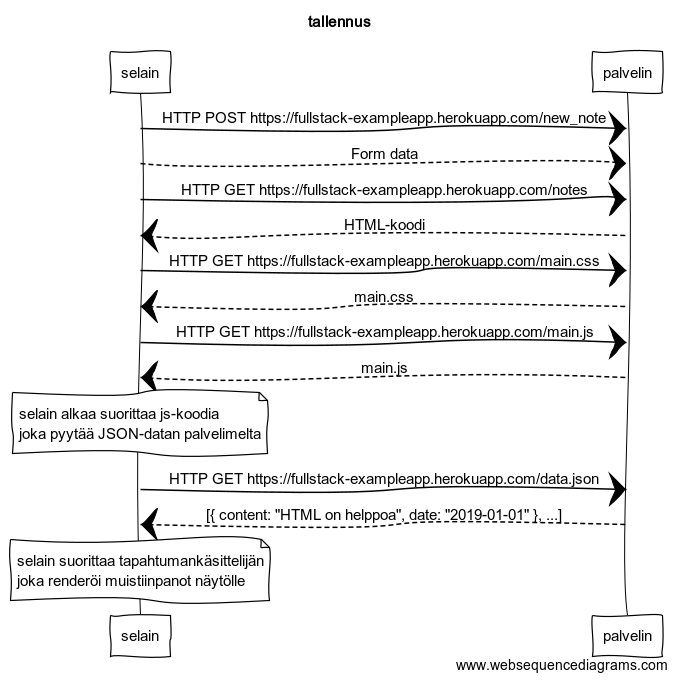 tallennus
selain
palvelin
HTTP POST https://fullstack-exampleapp.herokuapp.com/new_note
Form data
HTTP GET https://fullstack-exampleapp.herokuapp.com/notes
HTML-koodi
HTTP GET https://fullstack-exampleapp.herokuapp.com/main.css
main.css
HTTP GET https://fullstack-exampleapp.herokuapp.com/main.js
main.js
selain alkaa suorittaa js-koodia
joka pyytää JSON-datan palvelimelta
HTTP GET https://fullstack-exampleapp.herokuapp.com/data.json
[{ content: "HTML on helppoa", date: "2019-01-01" }, ...]
selain suorittaa tapahtumankäsittelijän
joka renderöi muistiinpanot näytölle
selain
palvelin
www.websequencediagrams.com